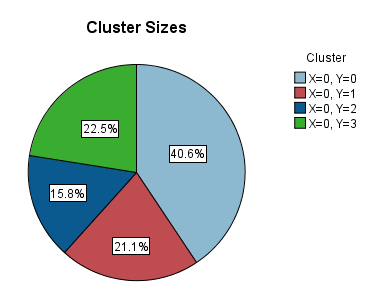 Cluster Sizes
Cluster
X=0, Y=0
X=0, Y=1
X=0, Y=2
X=0, Y=3
22.5%
40.6%
15.8%
21.1%